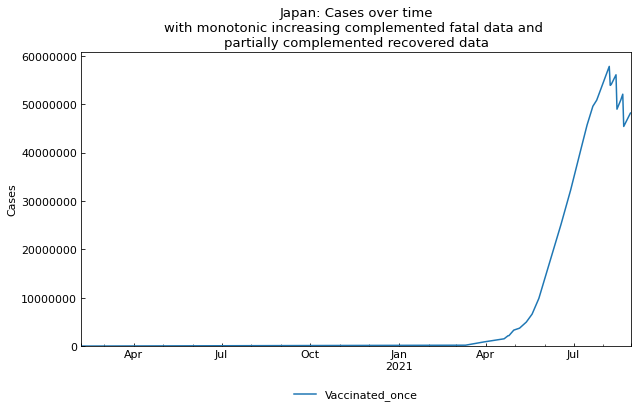 Japan: Cases over time
with monotonic increasing complemented fatal data and
partially complemented recovered data
60000000
50000000
40000000
30000000
20000000
10000000
0
Cases
Apr
Jul
Oct
Jan
2021
Apr
Jul
Vaccinated_once